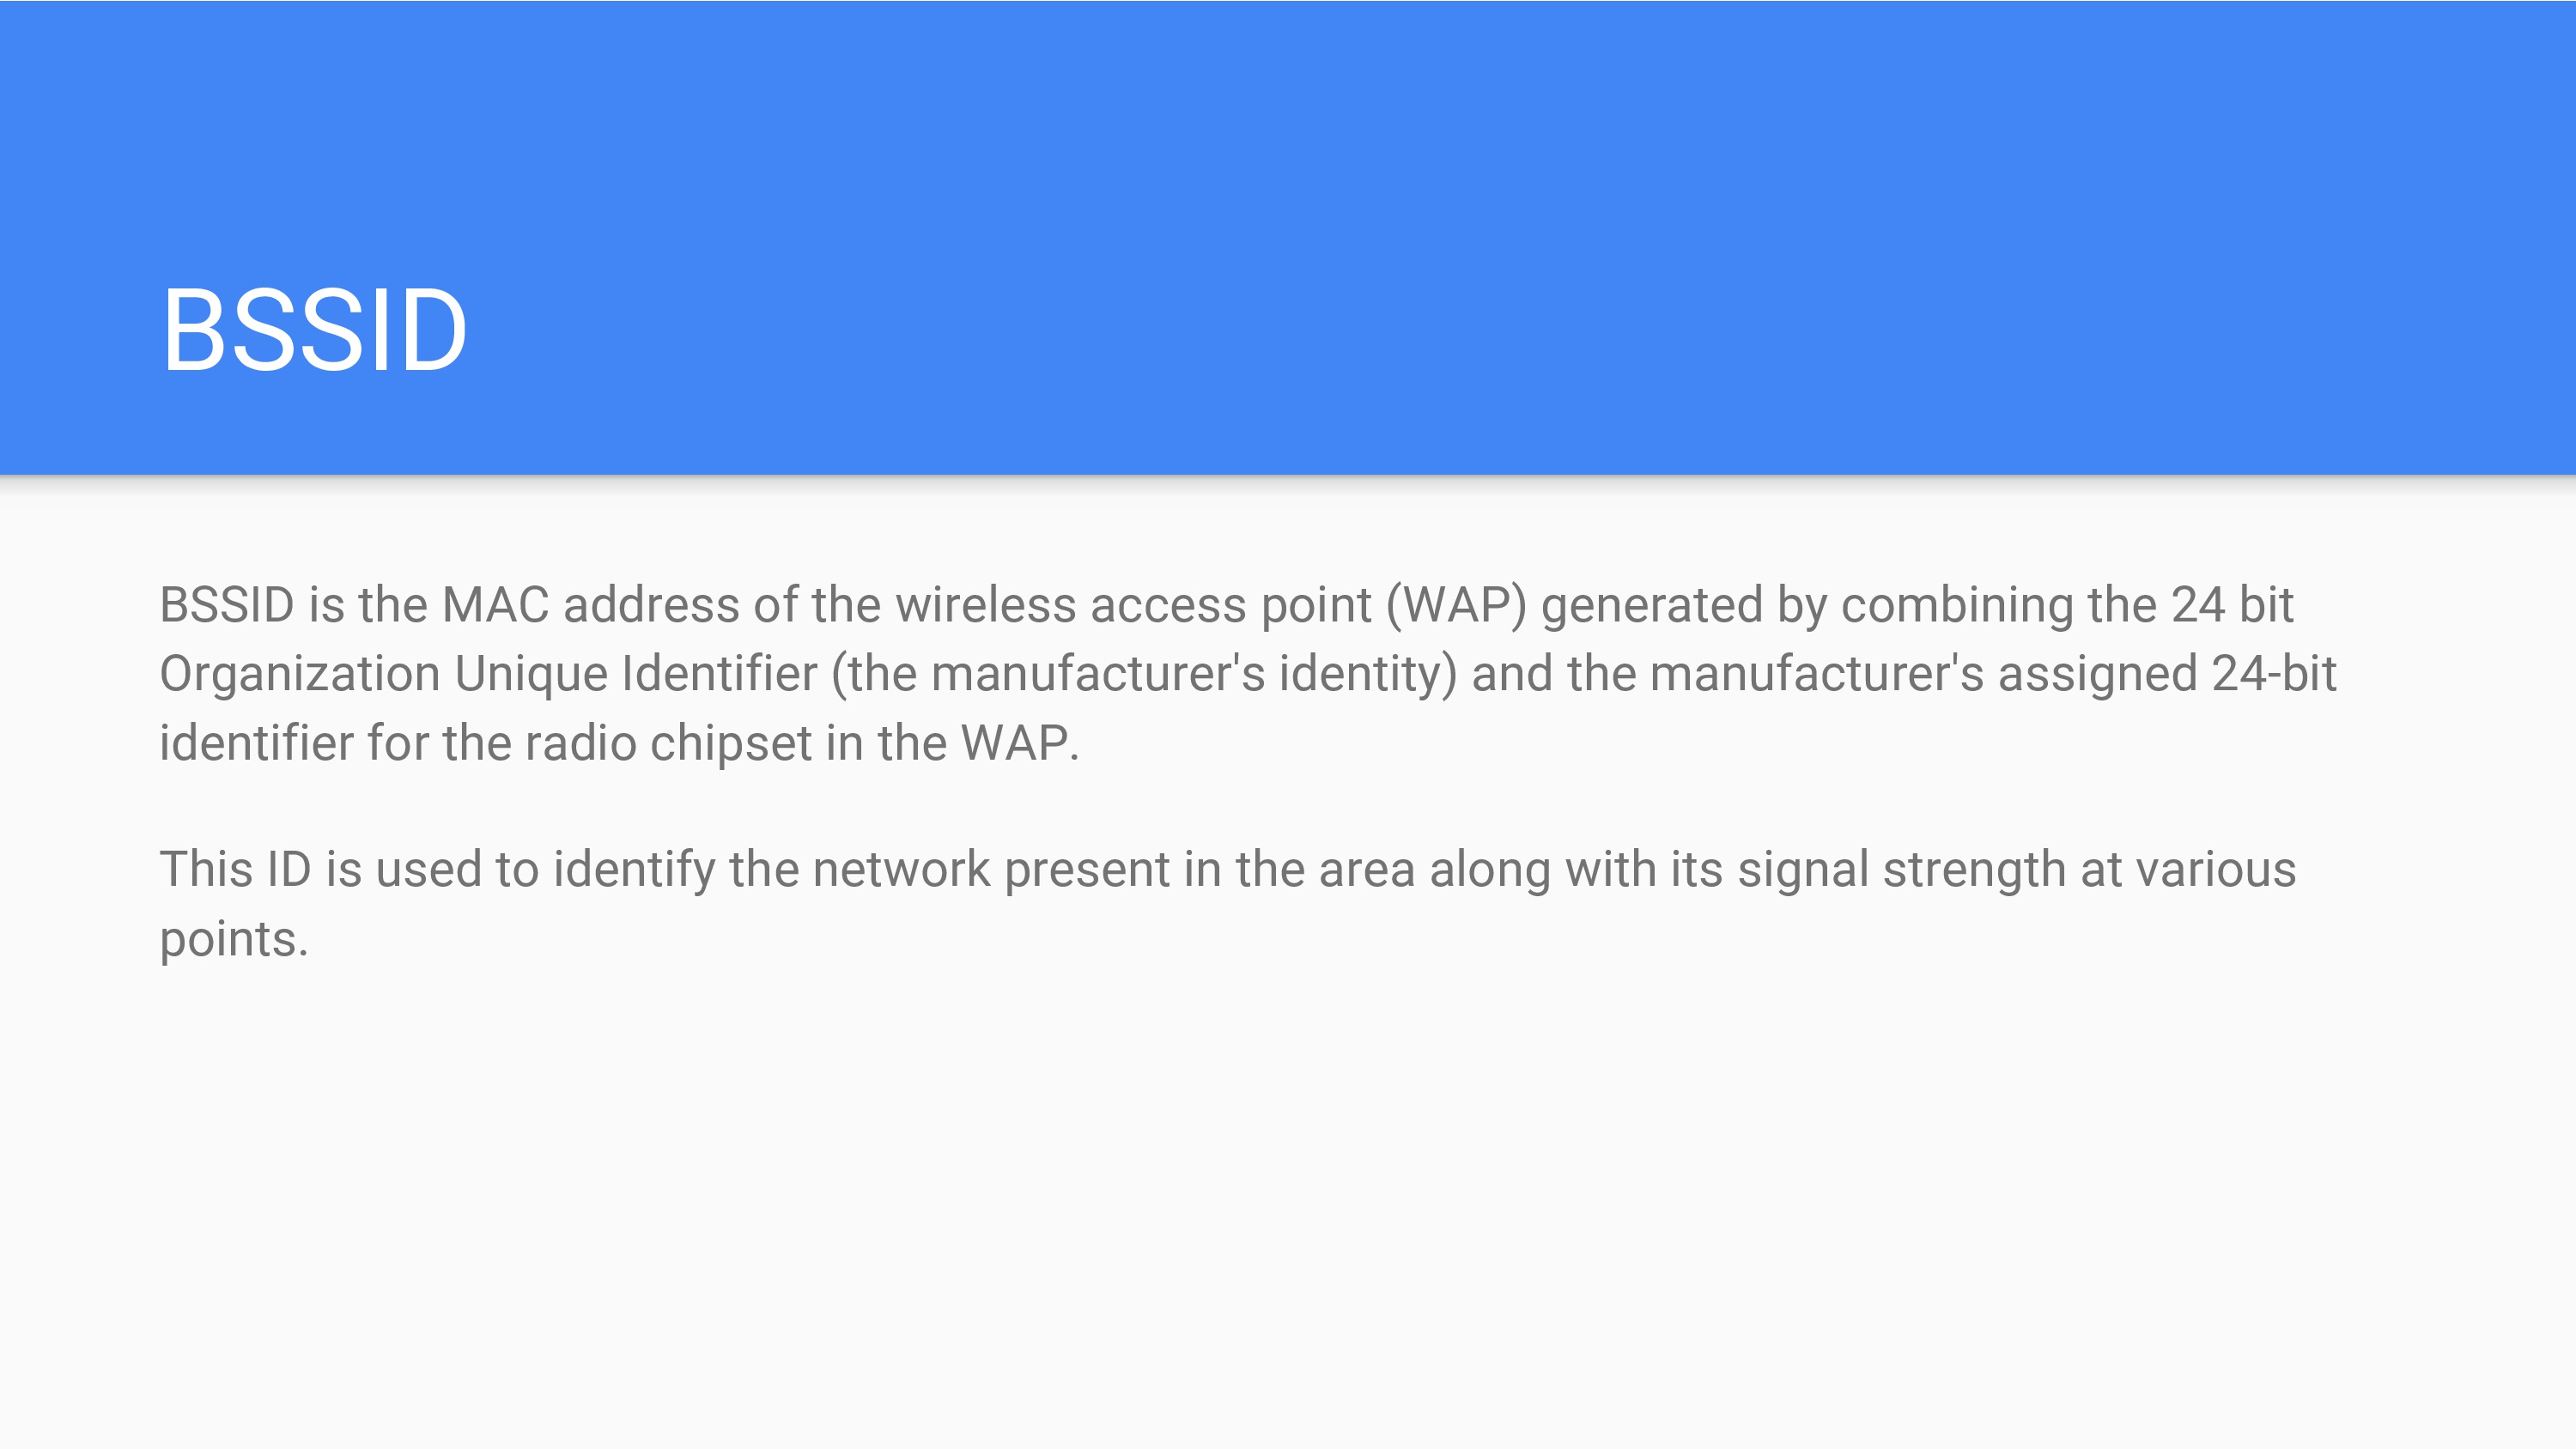 BSSID
BSSID is the MAC address of the wireless access point (WAP) generated by combining the 24 bit
Organization Unique Identifier (the manufacturer's identity) and the manufacturer's assigned 24-bit
identifier for the radio chipset in the WAP.
This ID is used to identify the network present in the area along with its signal strength at various
points.